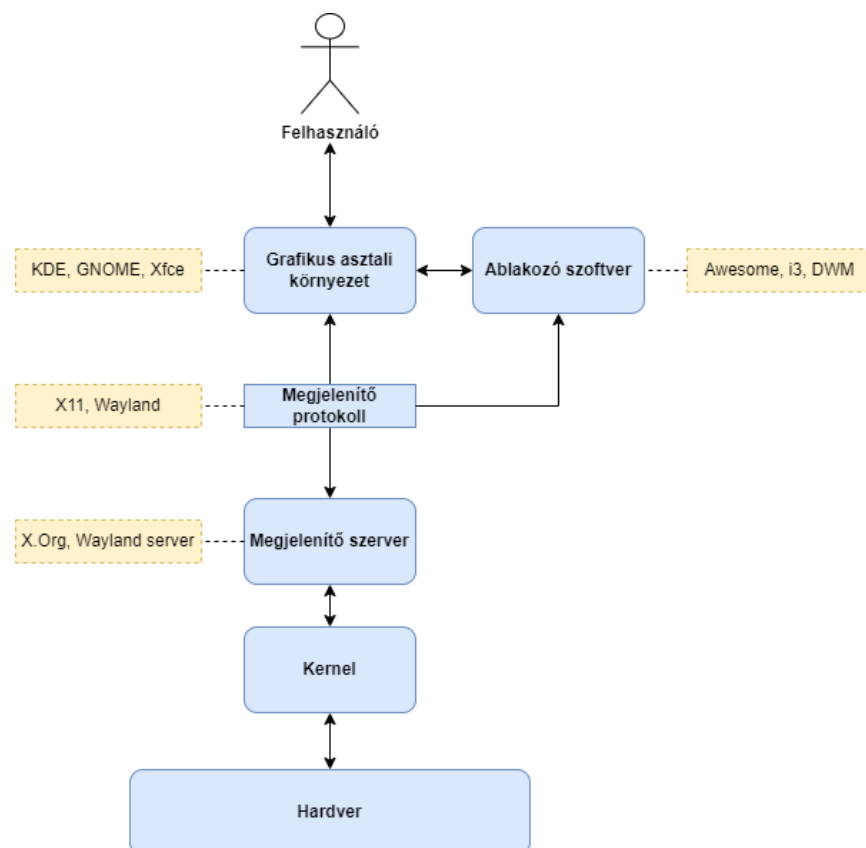 Felhasználó
KDE, GNOME, Xfce
Grafikus asztali
környezet
Ablakozó szoftver
Awesome, i3, DWM
X11, Wayland
Megjelenítő
protokoll
X.Org, Wayland server
Megjelenítő szerver
Kernel
Hardver